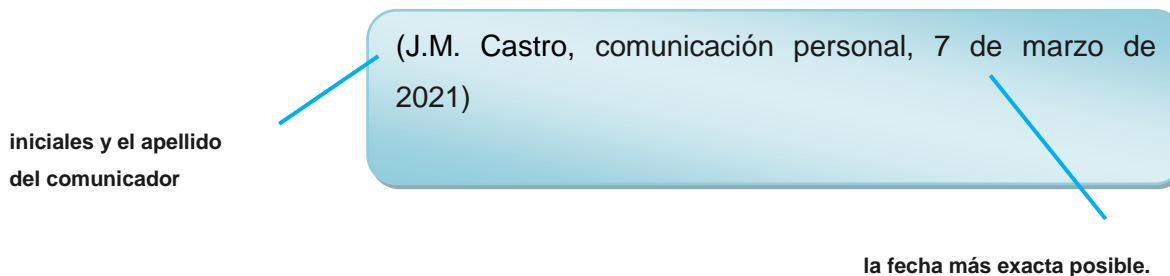 (J.M. Castro, comunicación personal, 7 de marzo de
2021)
iniciales y el apellido
del comunicador
la fecha más exacta posible.